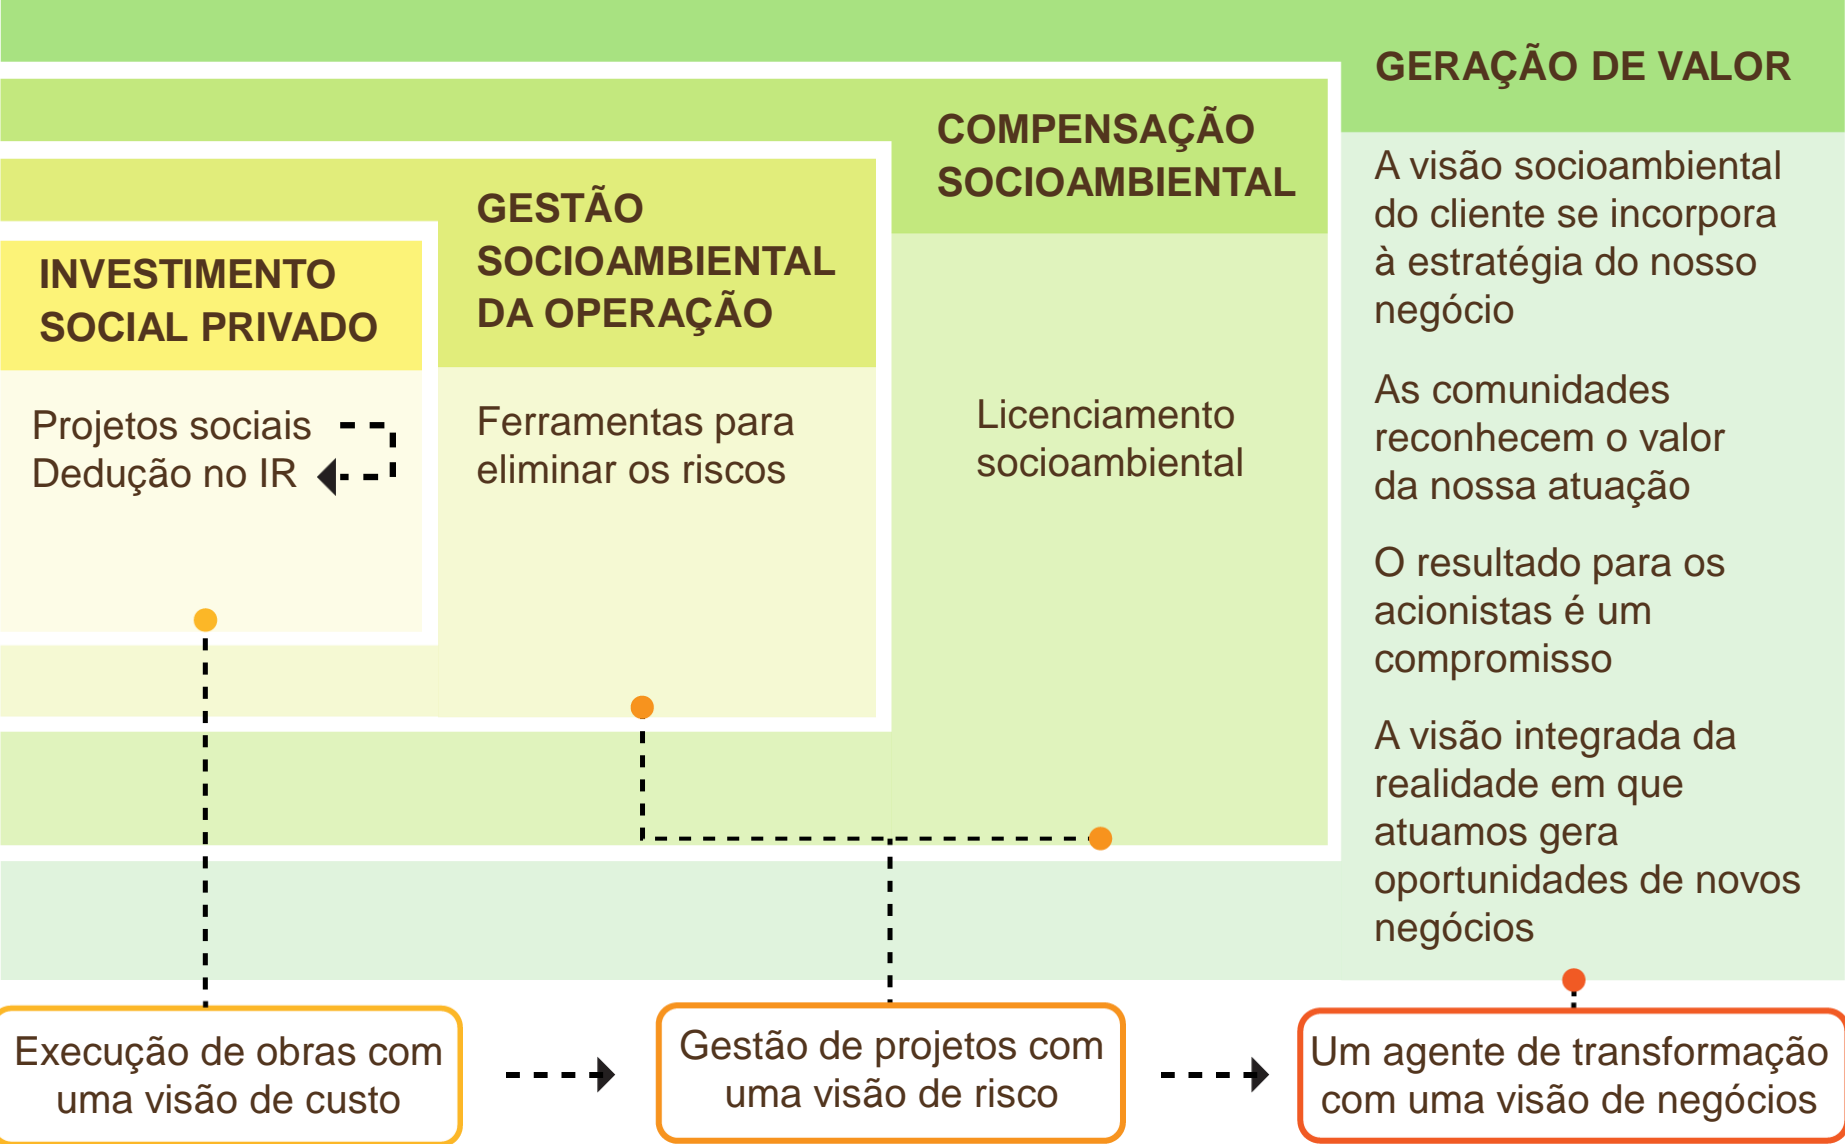 INVESTIMENTO
SOCIAL PRIVADO
Projetos sociais
Dedução no IR
GESTÃO
SOCIOAMBIENTAL
DA OPERAÇÃO
Ferramentas para
eliminar os riscos
COMPENSAÇÃO
SOCIOAMBIENTAL
Licenciamento
socioambiental
GERAÇÃO DE VALOR
A visão socioambiental
do cliente se incorpora
à estratégia do nosso
negócio
As comunidades
reconhecem o valor
da nossa atuação
O resultado para os
acionistas é um
compromisso
A visão integrada da
realidade em que
atuamos gera
oportunidades de novos
negócios
Execução de obras com
uma visão de custo
Gestão de projetos com
uma visão de risco
Um agente de transformação
com uma visão de negócios